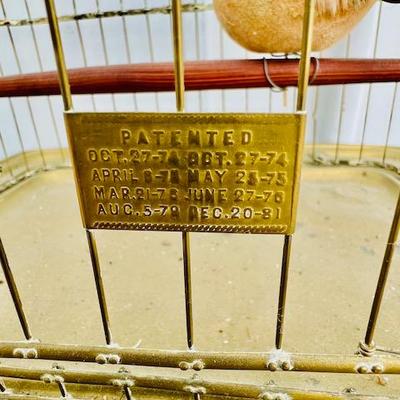 PATENTED
OCT.27-74 OCT.27-74
APRIL 6-75 MAY 25-75
MAR.21-76 JUNE 27-76
AUG.5-79 DEC.20-81